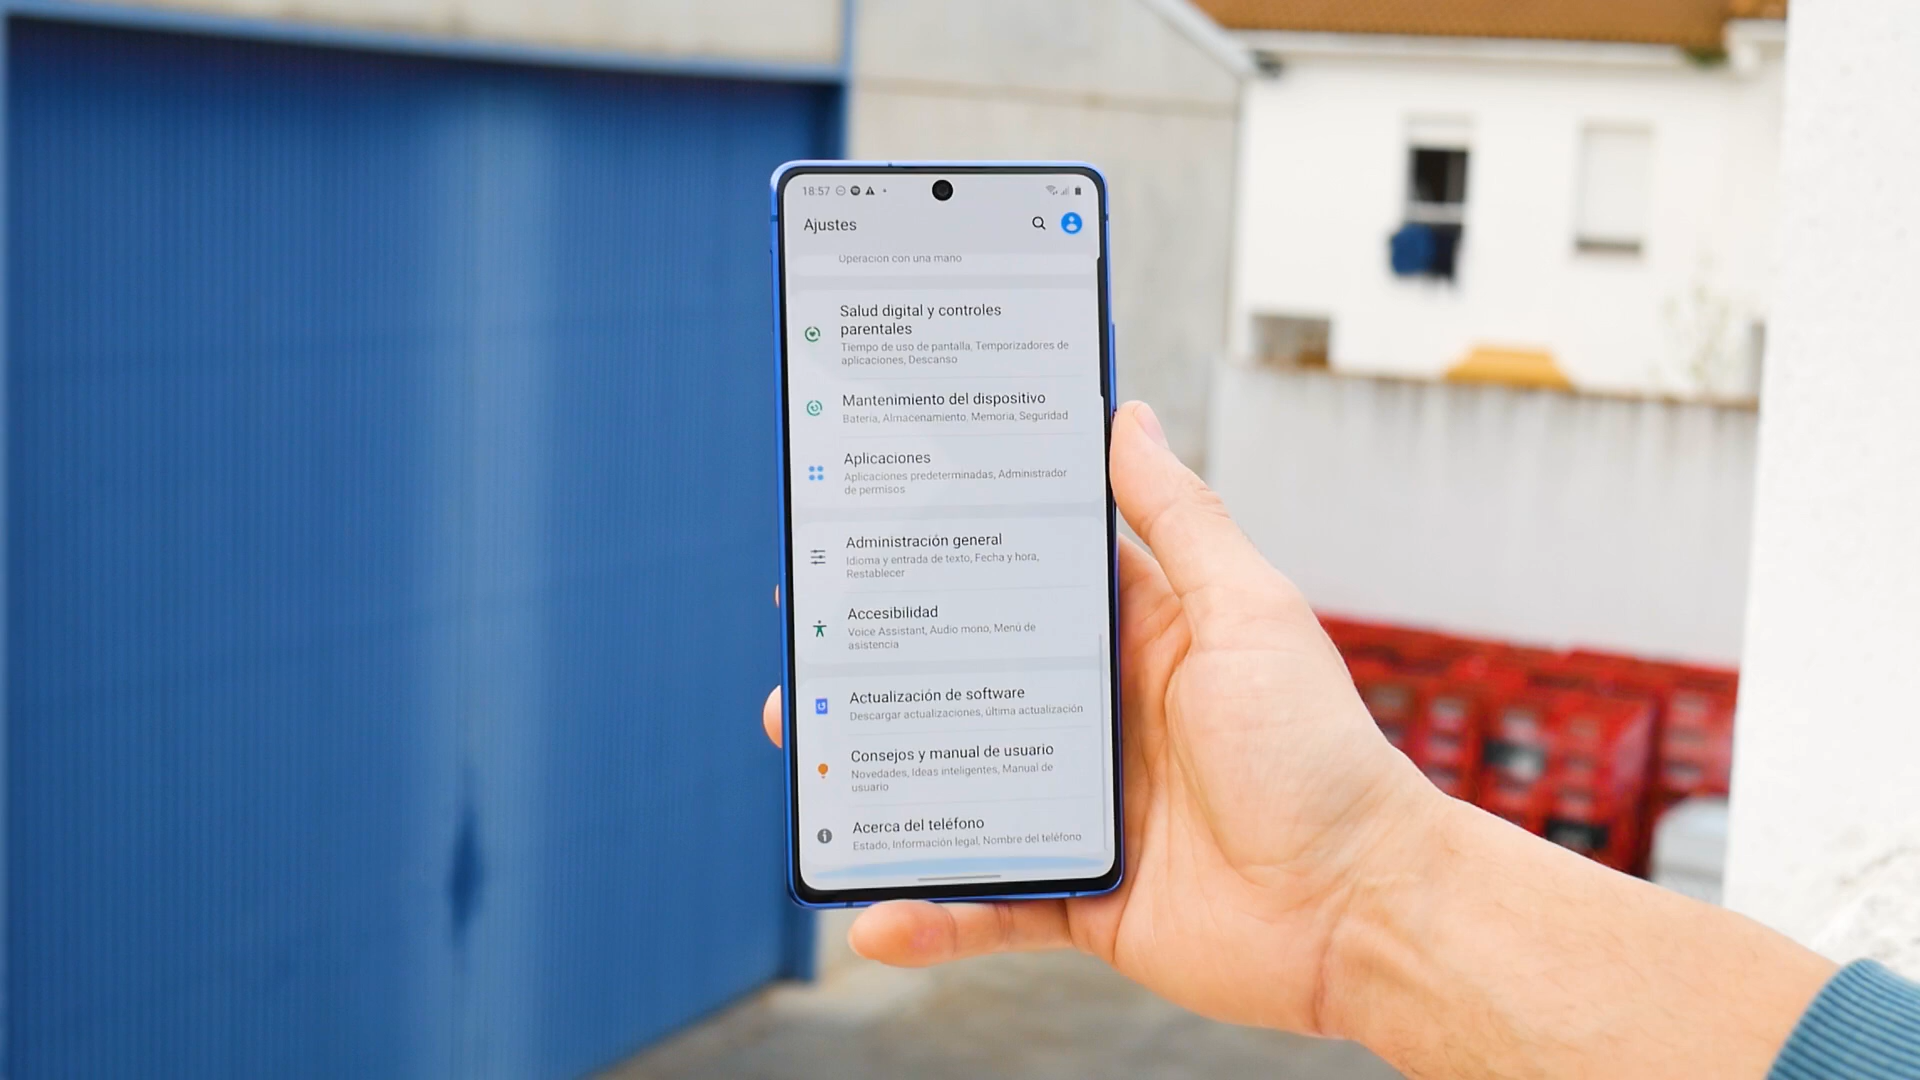 18:57
Ajustes
Operación con una mano
Salud digital y controles
parentales
Tiempo de uso de pantalla, Temporizadores de
aplicaciones, Descanso
Mantenimiento del dispositivo
Batería, Almacenamiento, Memoria, Seguridad
Aplicaciones
Aplicaciones predeterminadas, Administrador
de permisos
Administración general
Idioma y entrada de texto, Fecha y hora,
Restablecer
Accesibilidad
Voice Assistant, Audio mono, Menú de
asistencia
Actualización de software
Descargar actualizaciones, última actualización
Consejos y manual de usuario
Novedades, Ideas inteligentes, Manual de
usuario
Acerca del teléfono
Estado, Información legal, Nombre del teléfono